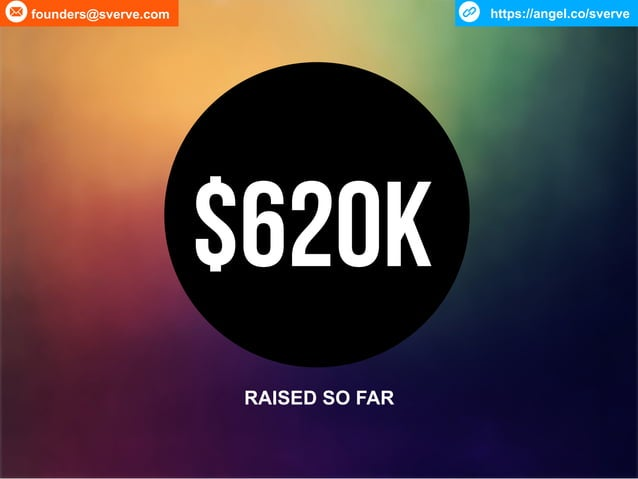 founders@sverve.com
https://angel.co/sverve
$620K
RAISED SO FAR